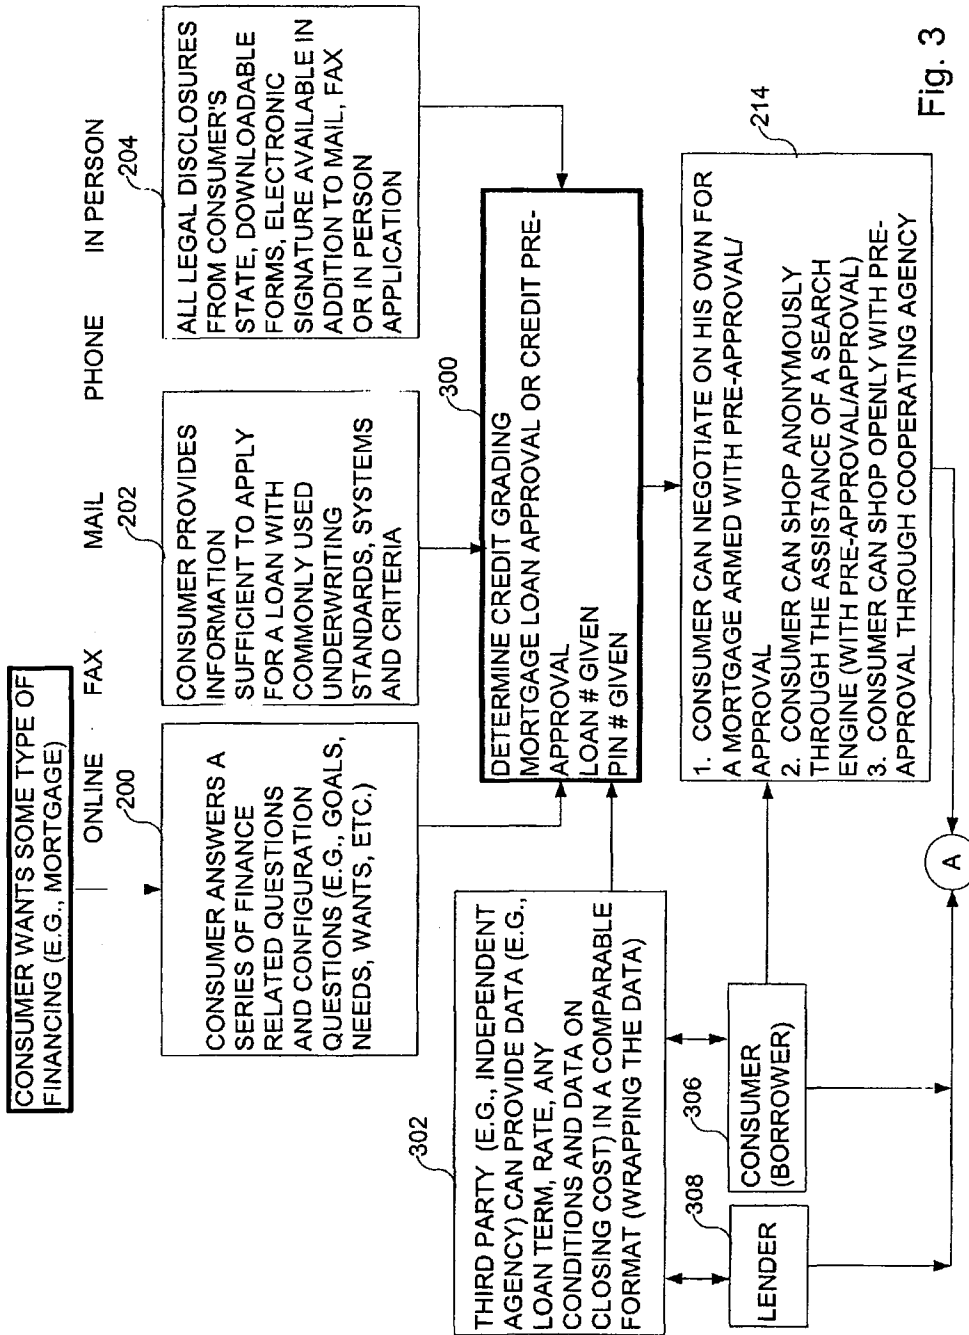 CONSUMER WANTS SOME TYPE OF
FINANCING (E.G., MORTGAGE)
ONLINE FAX MAIL PHONE IN PERSON
200
CONSUMER ANSWERS A
SERIES OF FINANCE
RELATED QUESTIONS
AND CONFIGURATION
QUESTIONS (E.G., GOALS,
NEEDS, WANTS, ETC.)
202
CONSUMER PROVIDES
INFORMATION
SUFFICIENT TO APPLY
FOR A LOAN WITH
COMMONLY USED
UNDERWRITING
STANDARDS, SYSTEMS
AND CRITERIA
204
ALL LEGAL DISCLOSURES
FROM CONSUMER'S
STATE, DOWNLOADABLE
FORMS, ELECTRONIC
SIGNATURE AVAILABLE IN
ADDITION TO MAIL, FAX
OR IN PERSON
APPLICATION
302
THIRD PARTY (E.G., INDEPENDENT
AGENCY) CAN PROVIDE DATA (E.G.,
LOAN TERM, RATE, ANY
CONDITIONS AND DATA ON
CLOSING COST) IN A COMPARABLE
FORMAT (WRAPPING THE DATA)
300
DETERMINE CREDIT GRADING
MORTGAGE LOAN APPROVAL OR CREDIT PRE-
APPROVAL
LOAN # GIVEN
PIN # GIVEN
308
LENDER
306
CONSUMER
(BORROWER)
214
1. CONSUMER CAN NEGOTIATE ON HIS OWN FOR
A MORTGAGE ARMED WITH PRE-APPROVAL/
APPROVAL
2. CONSUMER CAN SHOP ANONYMOUSLY
THROUGH THE ASSISTANCE OF A SEARCH
ENGINE (WITH PRE-APPROVAL/APPROVAL)
3. CONSUMER CAN SHOP OPENLY WITH PRE-
APPROVAL THROUGH COOPERATING AGENCY
A
Fig. 3